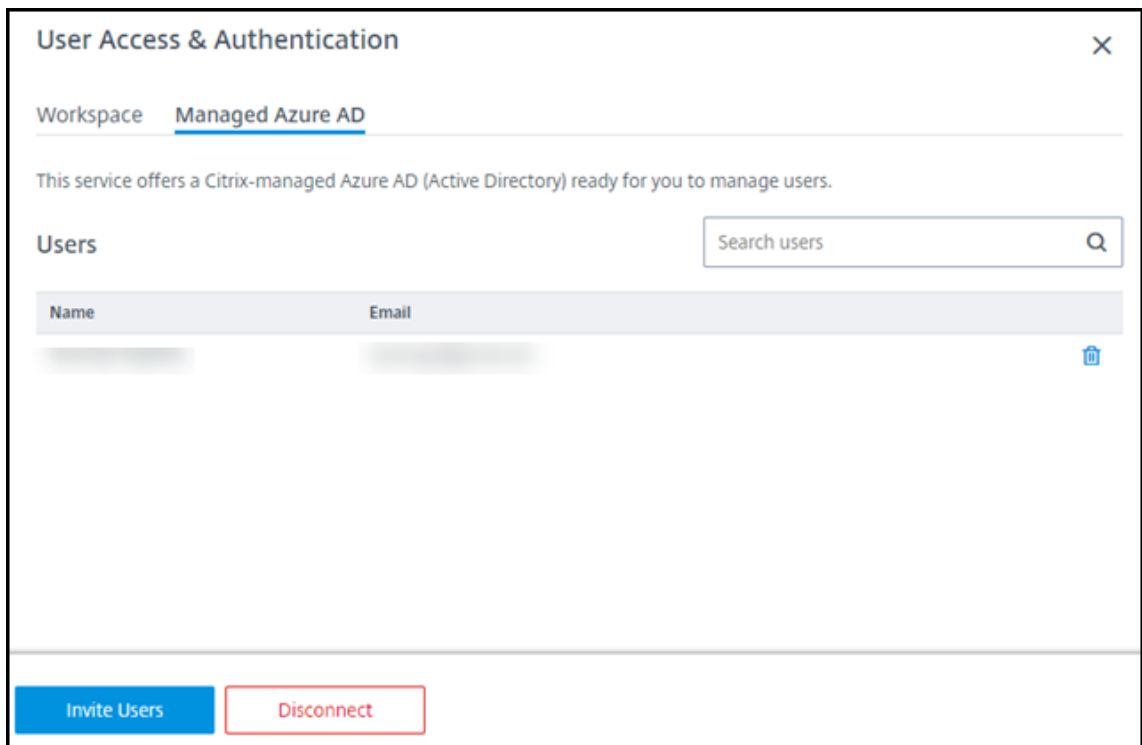 User Access & Authentication
Workspace Managed Azure AD
This service offers a Citrix-managed Azure AD (Active Directory) ready for you to manage users.
Users Search users
Name Email
Invite Users Disconnect